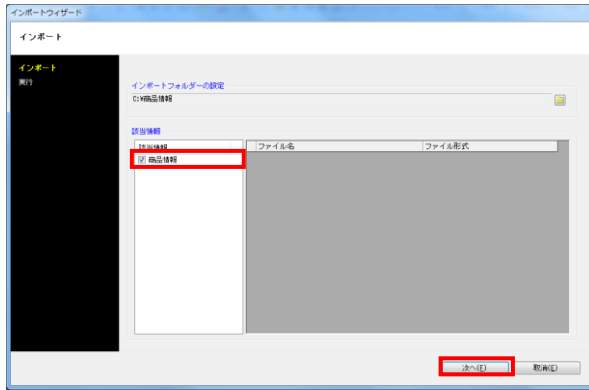 インポートウィザード
インポート
インポート
実行
インポートフォルダーの設定
C:¥商品情報
該当情報
該当情報
ファイル名
ファイル形式
商品情報
次へ(F)
取消(E)